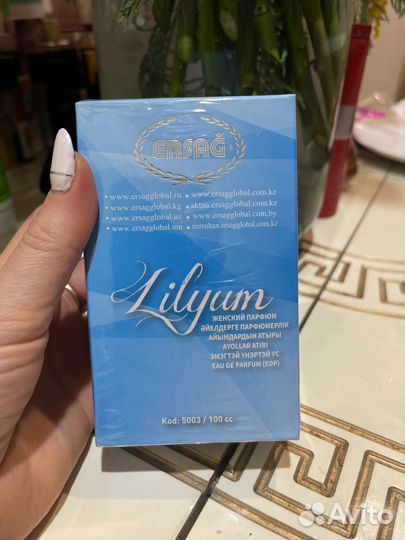 ERSAĞ
• www.ersagglobal.ru • www.ersagglobal.com.kz
• www.ersagglobal.kg • aktau.ersagglobal.com.kz
• www.ersagglobal.uz • www.ersagglobal.com.by
• www.ersagglobal.mn • nursultan.ersagglobal.com.kz
Lilyum
ЖЕНСКИЙ ПАРФЮМ
ӘЙЕЛДЕРГЕ ПАРФЮМЕРЛІК
АЙЫМДАРДЫН АТЫРЫ
AYOLLAR ATIRI
ЭМЭГТЭЙ ҮНЭРТЭЙ УС
EAU DE PARFUM (EDP)
Kod: 5003 / 100 cc
Avito